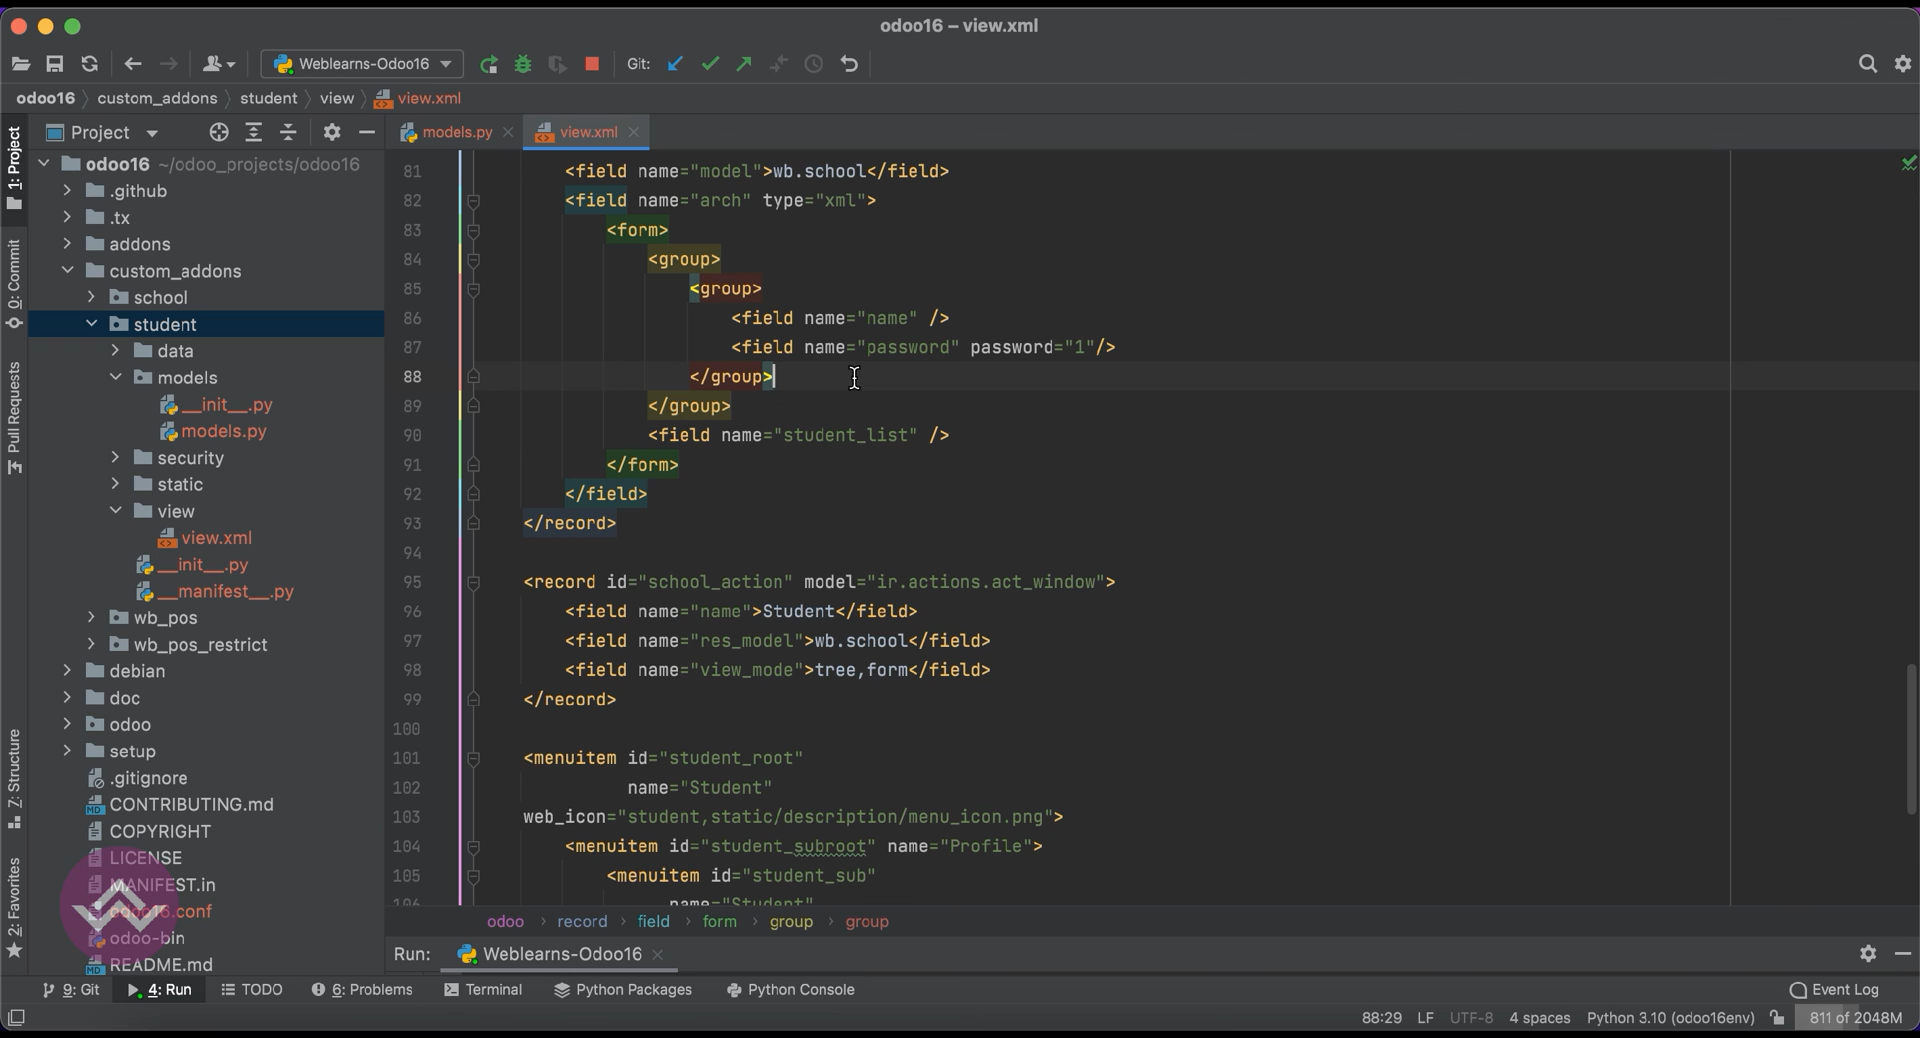 odoo16 – view.xml
Weblearns-Odoo16
Git:
odoo16 custom_addons student view view.xml
Project
models.py
view.xml
1: Project
0: Commit
Pull Requests
7: Structure
2: Favorites
odoo16 ~/odoo_projects/odoo16
.github
.tx
addons
custom_addons
school
student
data
models
__init__.py
models.py
security
static
view
view.xml
__init__.py
__manifest__.py
wb_pos
wb_pos_restrict
debian
doc
odoo
setup
.gitignore
CONTRIBUTING.md
COPYRIGHT
LICENSE
MANIFEST.in
odoo16.conf
odoo-bin
README.md
81 <field name="model">wb.school</field>
82 <field name="arch" type="xml">
83 <form>
84 <group>
85 <group>
86 <field name="name" />
87 <field name="password" password="1"/>
88 </group>
89 </group>
90 <field name="student_list" />
91 </form>
92 </field>
93 </record>
94
95 <record id="school_action" model="ir.actions.act_window">
96 <field name="name">Student</field>
97 <field name="res_model">wb.school</field>
98 <field name="view_mode">tree,form</field>
99 </record>
100
101 <menuitem id="student_root"
102 name="Student"
103 web_icon="student,static/description/menu_icon.png">
104 <menuitem id="student_subroot" name="Profile">
105 <menuitem id="student_sub"
106 name="Student"
odoo record field form group group
Run: Weblearns-Odoo16
9: Git
4: Run
TODO
6: Problems
Terminal
Python Packages
Python Console
Event Log
88:29 LF UTF-8 4 spaces Python 3.10 (odoo16env) 811 of 2048M